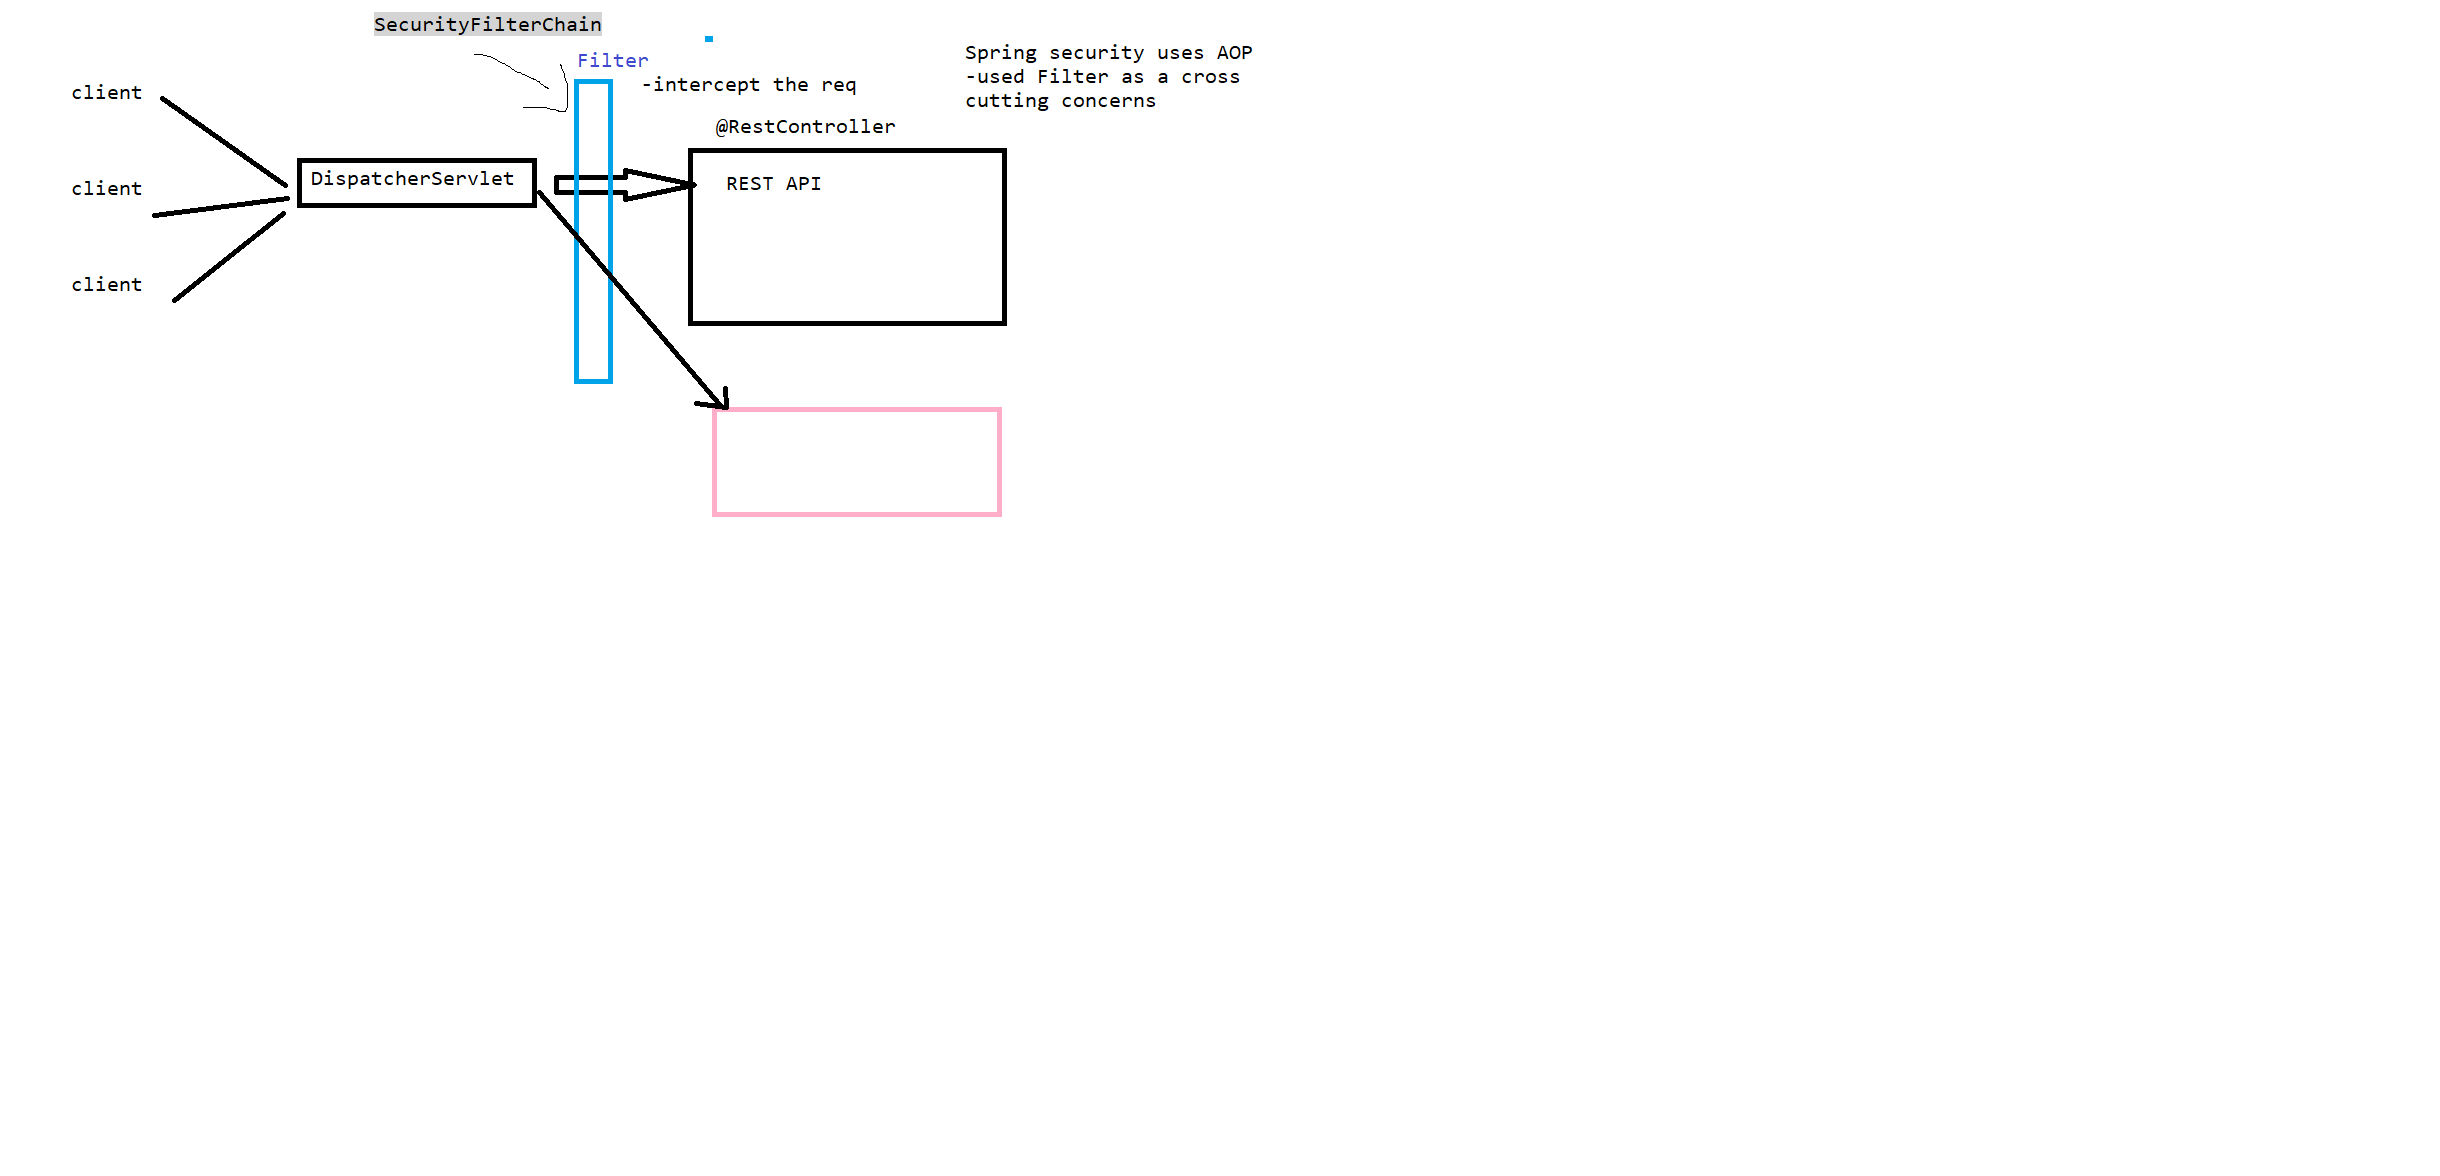 SecurityFilterChain
Filter
-intercept the req
Spring security uses AOP
-used Filter as a cross
cutting concerns
client
@RestController
DispatcherServlet
REST API
client
client